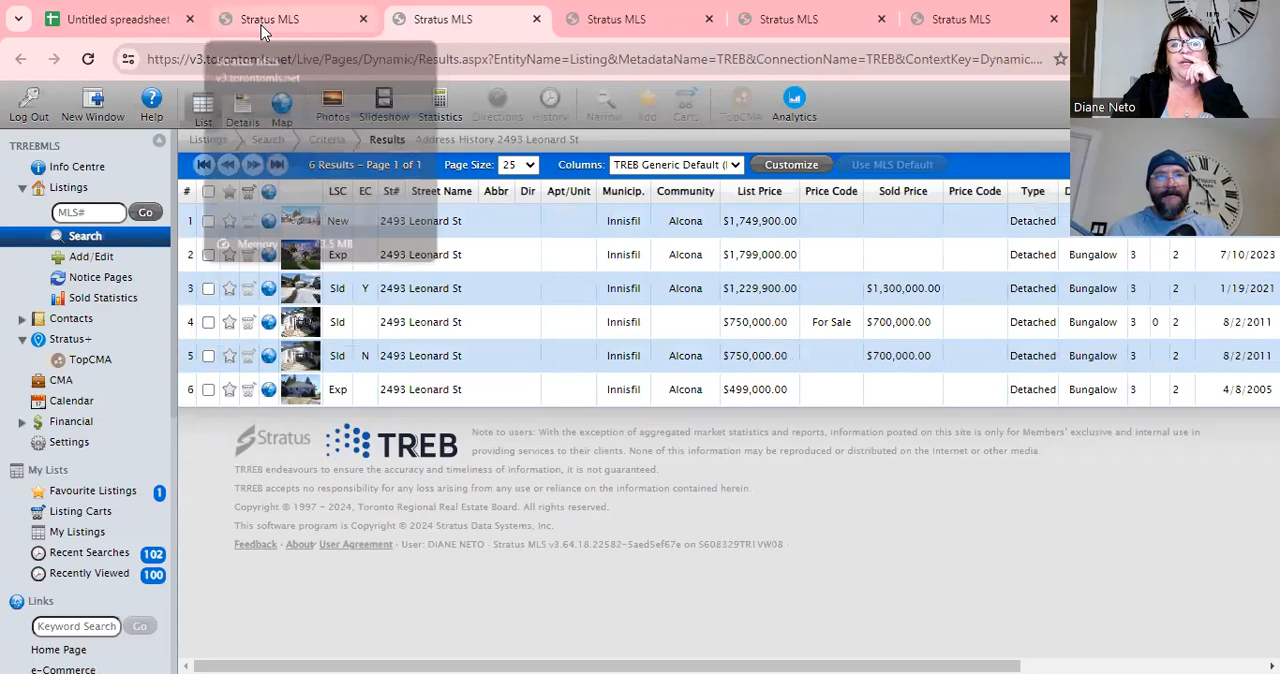 Untitled spreadsheet
Stratus MLS
Stratus MLS
Stratus MLS
Stratus MLS
Stratus MLS
https://v3.torontomls.net/Live/Pages/Dynamic/Results.aspx?EntityName=Listing&MetadataName=TREB&ConnectionName=TREB&ContextKey=Dynamic....
v3.torontomls.net
Log Out New Window Help List Details Map Photos Slideshow Statistics Directions History Narrow Add Carts TopCMA Analytics
TRREBMLS
Info Centre
Listings
MLS# Go
Search
Add/Edit
Notice Pages
Sold Statistics
Contacts
Stratus+
TopCMA
CMA
Calendar
Financial
Settings
My Lists
Favourite Listings 1
Listing Carts
My Listings
Recent Searches 102
Recently Viewed 100
Links
Keyword Search Go
Home Page
e-Commerce
Listings Search Criteria Results Address History 2493 Leonard St
6 Results - Page 1 of 1 Page Size: 25 Columns: TREB Generic Default ( Customize Use MLS Default
# LSC EC St# Street Name Abbr Dir Apt/Unit Municip. Community List Price Price Code Sold Price Price Code Type
1 New 2493 Leonard St Innisfil Alcona $1,749,900.00 Detached
Memory 3.5 MB
2 Exp 2493 Leonard St Innisfil Alcona $1,799,000.00 Detached Bungalow 3 2 7/10/2023
3 Sld Y 2493 Leonard St Innisfil Alcona $1,229,900.00 $1,300,000.00 Detached Bungalow 3 2 1/19/2021
4 Sld 2493 Leonard St Innisfil Alcona $750,000.00 For Sale $700,000.00 Detached Bungalow 3 0 2 8/2/2011
5 Sld N 2493 Leonard St Innisfil Alcona $750,000.00 $700,000.00 Detached Bungalow 3 2 8/2/2011
6 Exp 2493 Leonard St Innisfil Alcona $499,000.00 Detached Bungalow 3 2 4/8/2005
Stratus TREB
Note to users: With the exception of aggregated market statistics and reports, information posted on this site is only for Members' exclusive and internal use in
providing services to their clients. None of this information may be reproduced or distributed on the Internet or other media.
TRREB endeavours to ensure the accuracy and timeliness of information, it is not guaranteed.
TRREB accepts no responsibility for any loss arising from any use or reliance on the information contained herein.
Copyright © 1997 - 2024, Toronto Regional Real Estate Board. All rights reserved.
This software program is Copyright © 2024 Stratus Data Systems, Inc.
Feedback · About · User Agreement · User: DIANE NETO · Stratus MLS v3.64.18.22582-5aed5ef67e on S608329TR1VW08 ·
Diane Neto